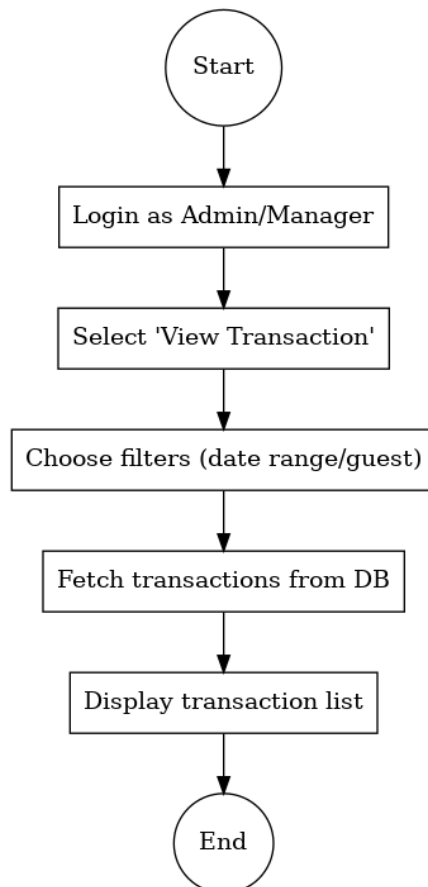 Start
Login as Admin/Manager
Select 'View Transaction'
Choose filters (date range/guest)
Fetch transactions from DB
Display transaction list
End